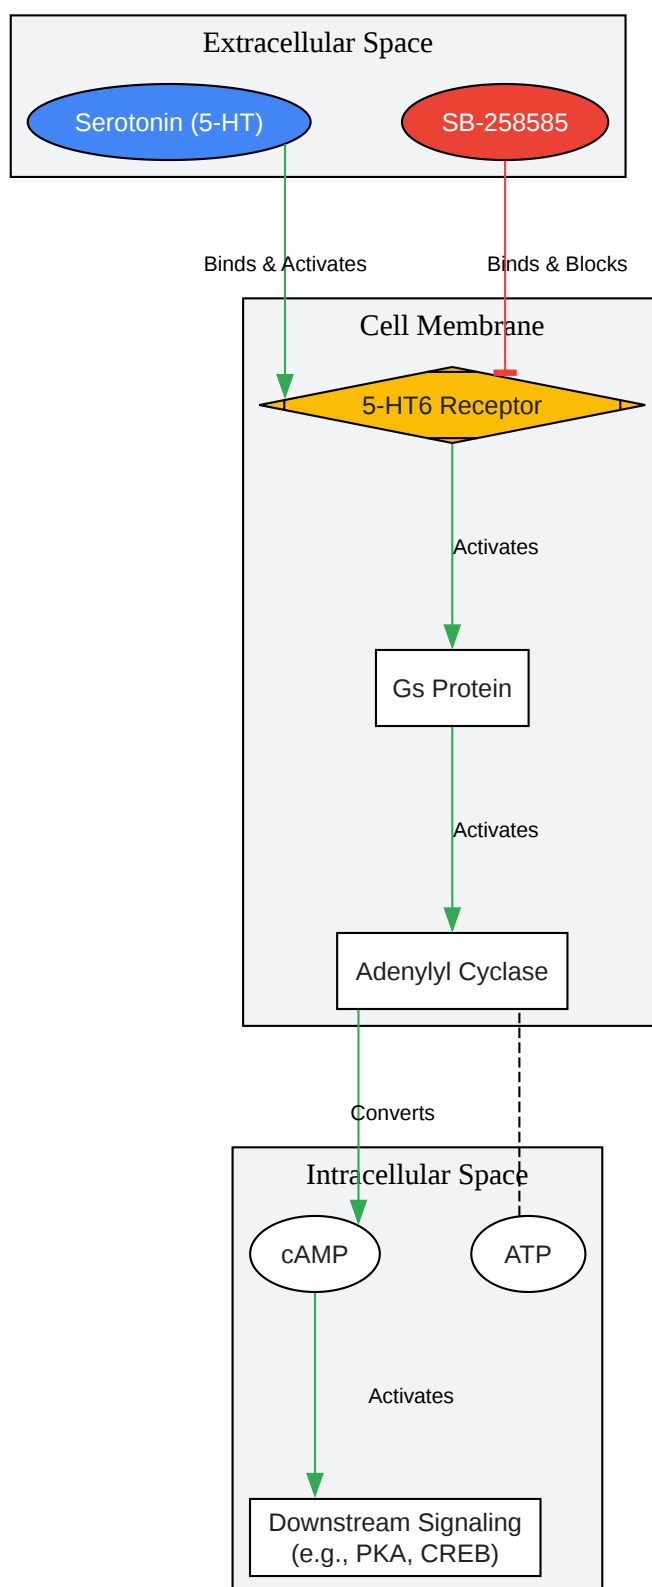 Extracellular Space
Serotonin (5-HT)
SB-258585
Binds & Activates
Binds & Blocks
Cell Membrane
5-HT6 Receptor
Activates
Gs Protein
Activates
Adenylyl Cyclase
Converts
Intracellular Space
cAMP
ATP
Activates
Downstream Signaling
(e.g., PKA, CREB)